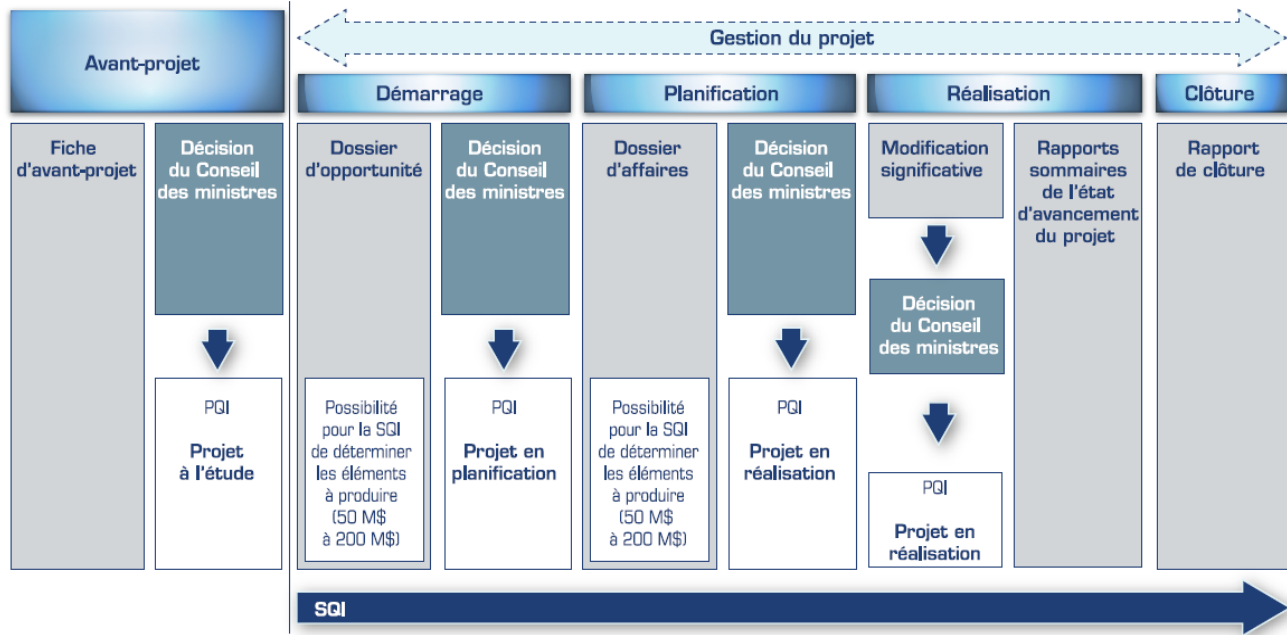 Avant-projet
Gestion du projet
Démarrage
Planification
Réalisation
Clôture
Fiche
d'avant-projet
Décision
du Conseil
des ministres
PQI
Projet
à l'étude
Dossier
d'opportunité
Possibilité
pour la SQI
de déterminer
les éléments
à produire
(50 M$
à 200 M$)
Décision
du Conseil
des ministres
PQI
Projet en
planification
Dossier
d'affaires
Possibilité
pour la SQI
de déterminer
les éléments
à produire
(50 M$
à 200 M$)
Décision
du Conseil
des ministres
PQI
Projet en
réalisation
Modification
significative
Décision
du Conseil
des ministres
PQI
Projet en
réalisation
Rapports
sommaires
de l'état
d'avancement
du projet
Rapport
de clôture
SQI